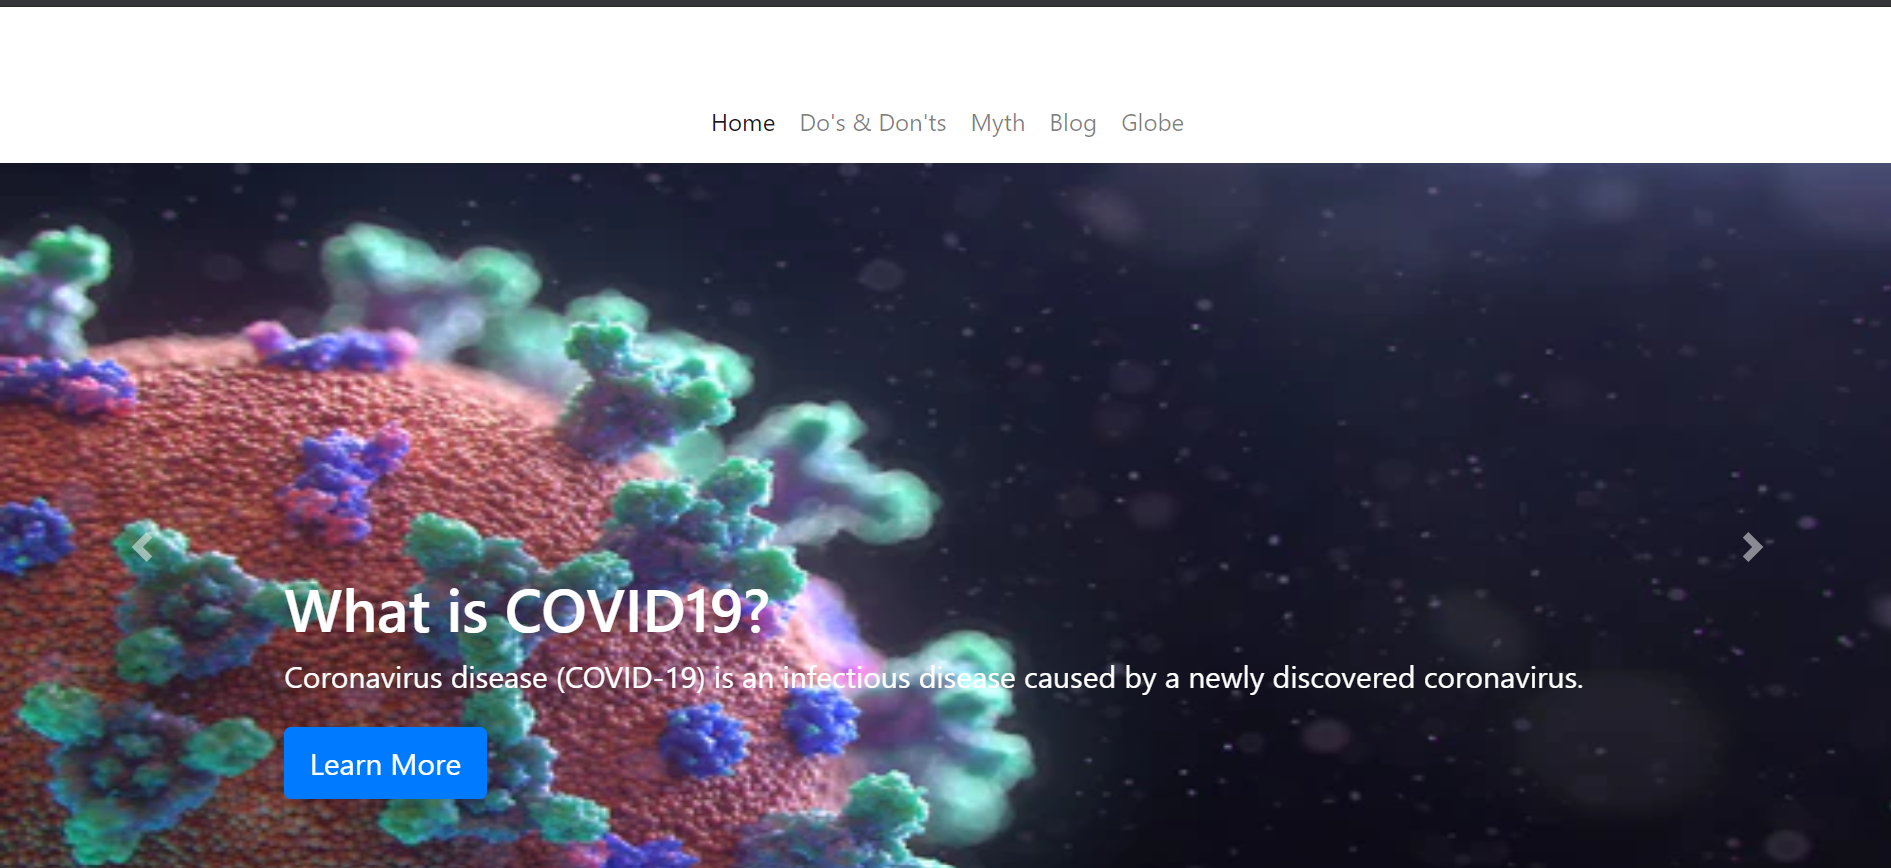 Home Do's & Don'ts Myth Blog Globe
What is COVID19?
Coronavirus disease (COVID-19) is an infectious disease caused by a newly discovered coronavirus.
Learn More